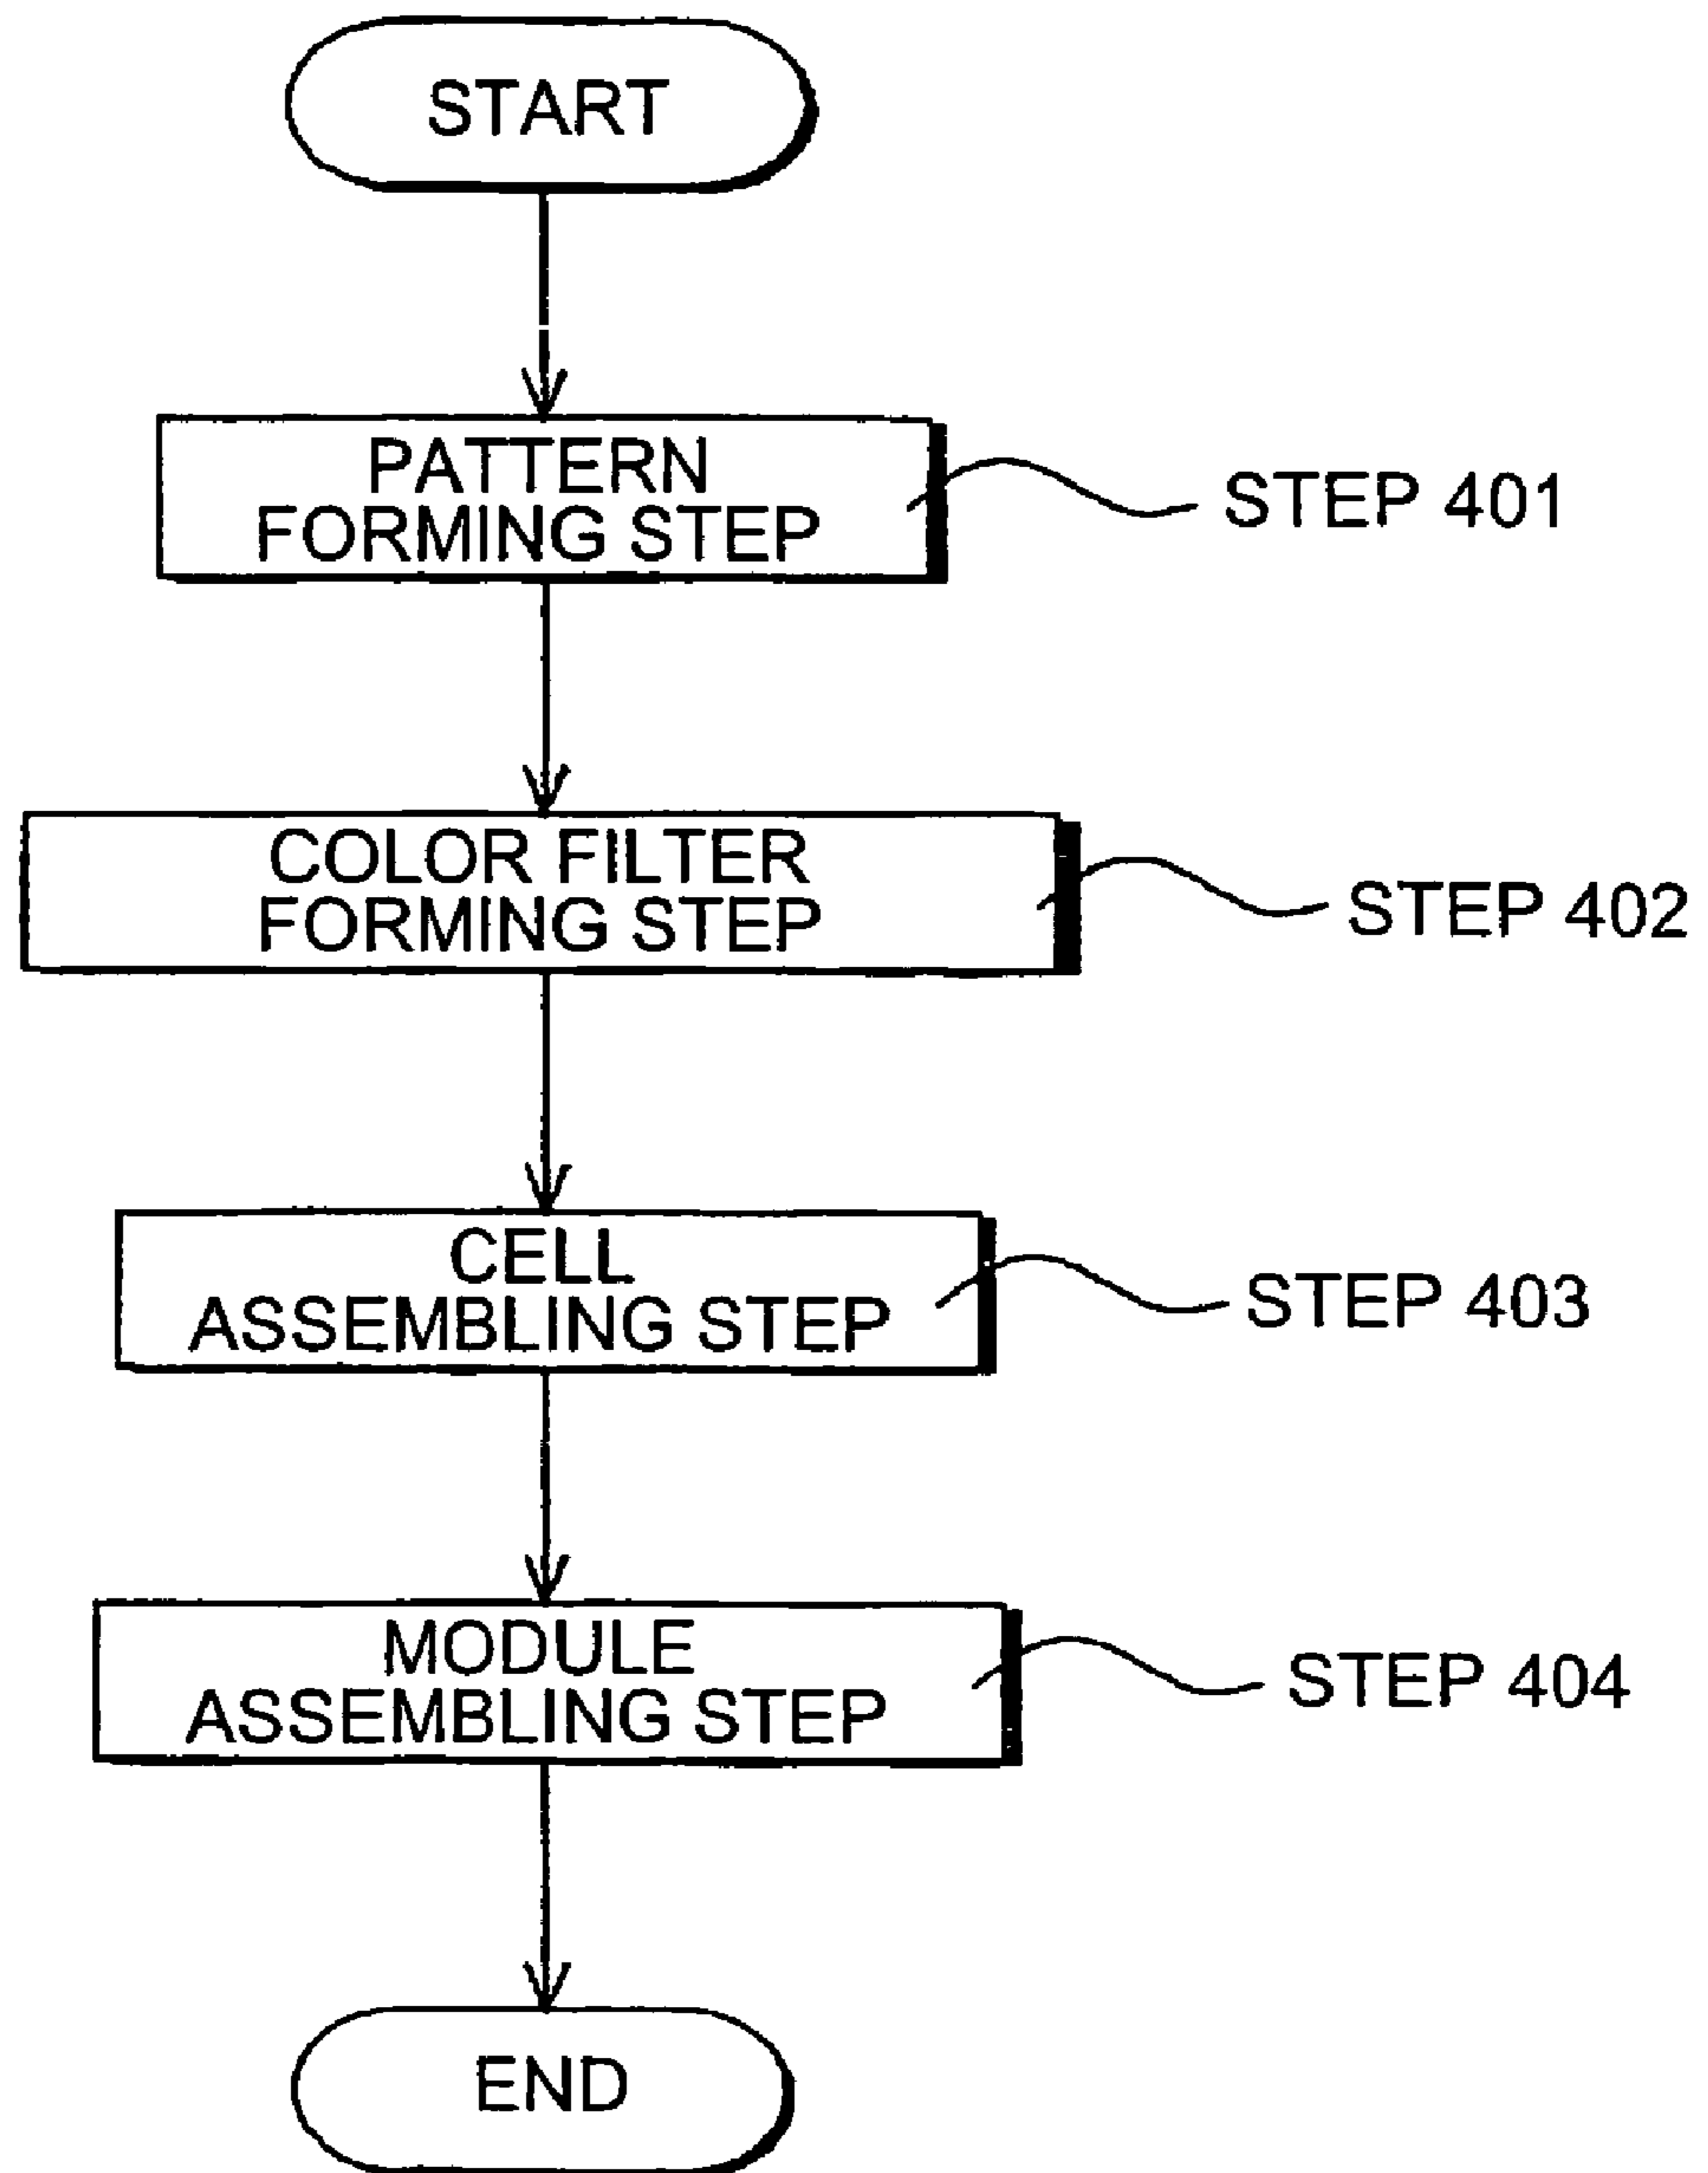 START
PATTERN
FORMING STEP
STEP 401
COLOR FILTER
FORMING STEP
STEP 402
CELL
ASSEMBLING STEP
STEP 403
MODULE
ASSEMBLING STEP
STEP 404
END